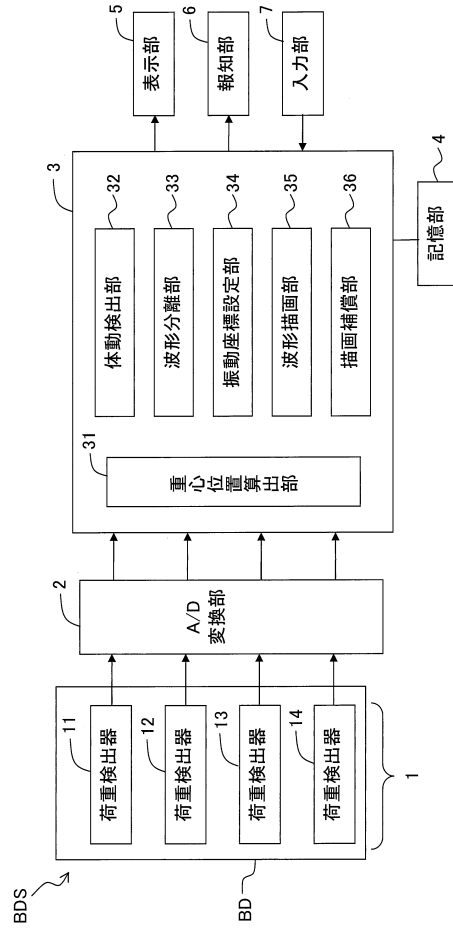 BDS
BD
1
11
荷重検出器
12
荷重検出器
13
荷重検出器
14
荷重検出器
2
A/D
変換部
3
31
重心位置算出部
32
体動検出部
33
波形分離部
34
振動座標設定部
35
波形描画部
36
描画補償部
4
記憶部
5
表示部
6
報知部
7
入力部